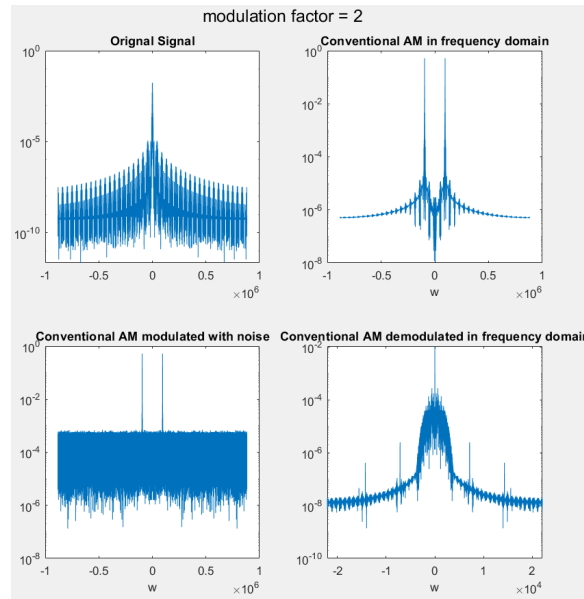 modulation factor = 2
Orignal Signal
10^0
10^-5
10^-10
-1 -0.5 0 0.5 1
×10^6
Conventional AM in frequency domain
10^0
10^-2
10^-4
10^-6
10^-8
-1 -0.5 0 0.5 1
w ×10^6
Conventional AM modulated with noise
10^0
10^-2
10^-4
10^-6
10^-8
-1 -0.5 0 0.5 1
w ×10^6
Conventional AM demodulated in frequency domain
10^-2
10^-4
10^-6
10^-8
10^-10
-2 -1 0 1 2
w ×10^4